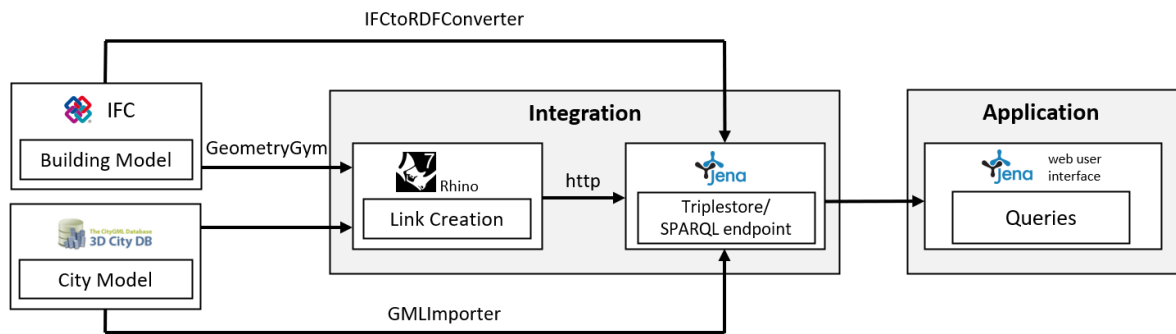 IFCtoRDFConverter
IFC
Building Model
GeometryGym
The CityGML Database
3D City DB
City Model
Integration
7
Rhino
Link Creation
http
jena
Triplestore/
SPARQL endpoint
GMLImporter
Application
jena
web user
interface
Queries